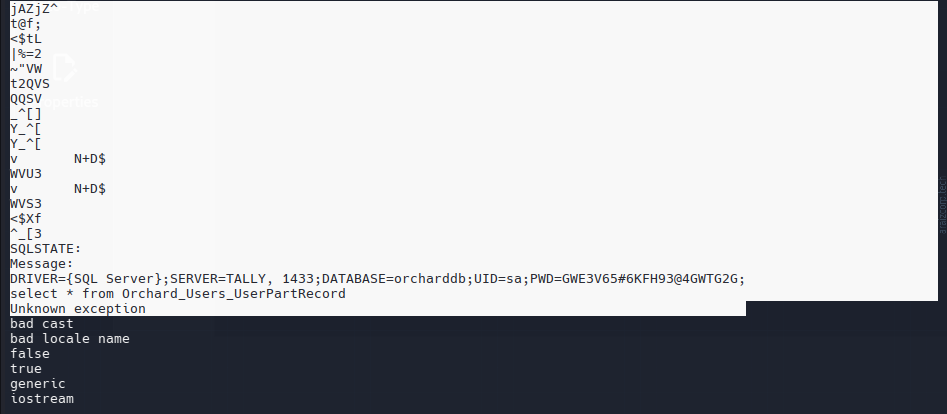 jAZjZ^
t@f;
<$tL
|%=2
~"VW
t2QVS
QQSV
_^[]
Y_^[
Y_^[
v       N+D$
WVU3
v       N+D$
WVS3
<$Xf
^_[3
SQLSTATE:
Message:
DRIVER={SQL Server};SERVER=TALLY, 1433;DATABASE=orcharddb;UID=sa;PWD=GWE3V65#6KFH93@4GWTG2G;
select * from Orchard_Users_UserPartRecord
Unknown exception
bad cast
bad locale name
false
true
generic
iostream